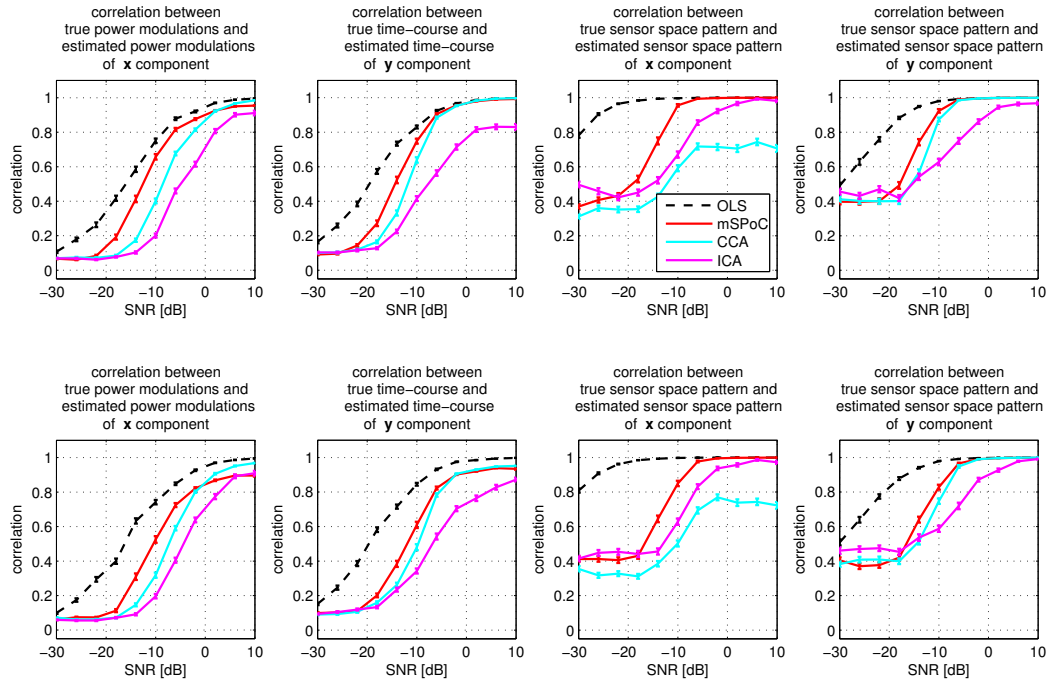 correlation between
true power modulations and
estimated power modulations
of x component
correlation
1
0.8
0.6
0.4
0.2
0
−30
−20
−10
0
10
SNR [dB]
correlation between
true time−course and
estimated time−course
of y component
correlation
1
0.8
0.6
0.4
0.2
0
−30
−20
−10
0
10
SNR [dB]
correlation between
true sensor space pattern and
estimated sensor space pattern
of x component
correlation
1
0.8
0.6
0.4
0.2
0
−30
−20
−10
0
10
SNR [dB]
OLS
mSPoC
CCA
ICA
correlation between
true sensor space pattern and
estimated sensor space pattern
of y component
correlation
1
0.8
0.6
0.4
0.2
0
−30
−20
−10
0
10
SNR [dB]
correlation between
true power modulations and
estimated power modulations
of x component
correlation
1
0.8
0.6
0.4
0.2
0
−30
−20
−10
0
10
SNR [dB]
correlation between
true time−course and
estimated time−course
of y component
correlation
1
0.8
0.6
0.4
0.2
0
−30
−20
−10
0
10
SNR [dB]
correlation between
true sensor space pattern and
estimated sensor space pattern
of x component
correlation
1
0.8
0.6
0.4
0.2
0
−30
−20
−10
0
10
SNR [dB]
correlation between
true sensor space pattern and
estimated sensor space pattern
of y component
correlation
1
0.8
0.6
0.4
0.2
0
−30
−20
−10
0
10
SNR [dB]